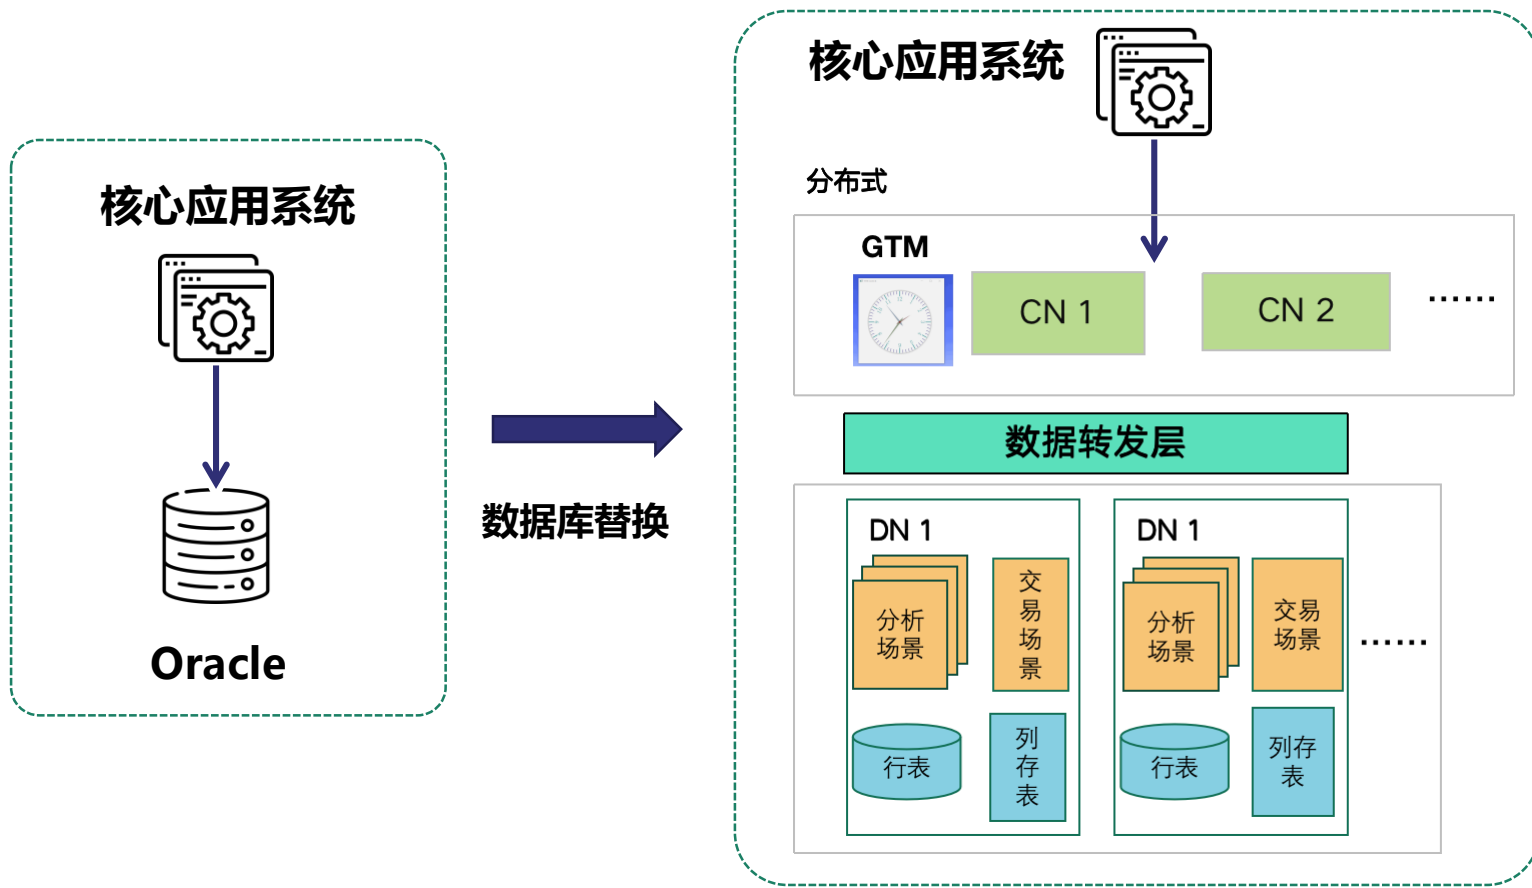 核心应用系统
Oracle
数据库替换
核心应用系统
分布式
GTM
CN 1
CN 2
......
数据转发层
DN 1
分析
场景
交
易
场
景
行表
列
存
表
DN 1
分析
场景
交易
场景
行表
列存
表
......